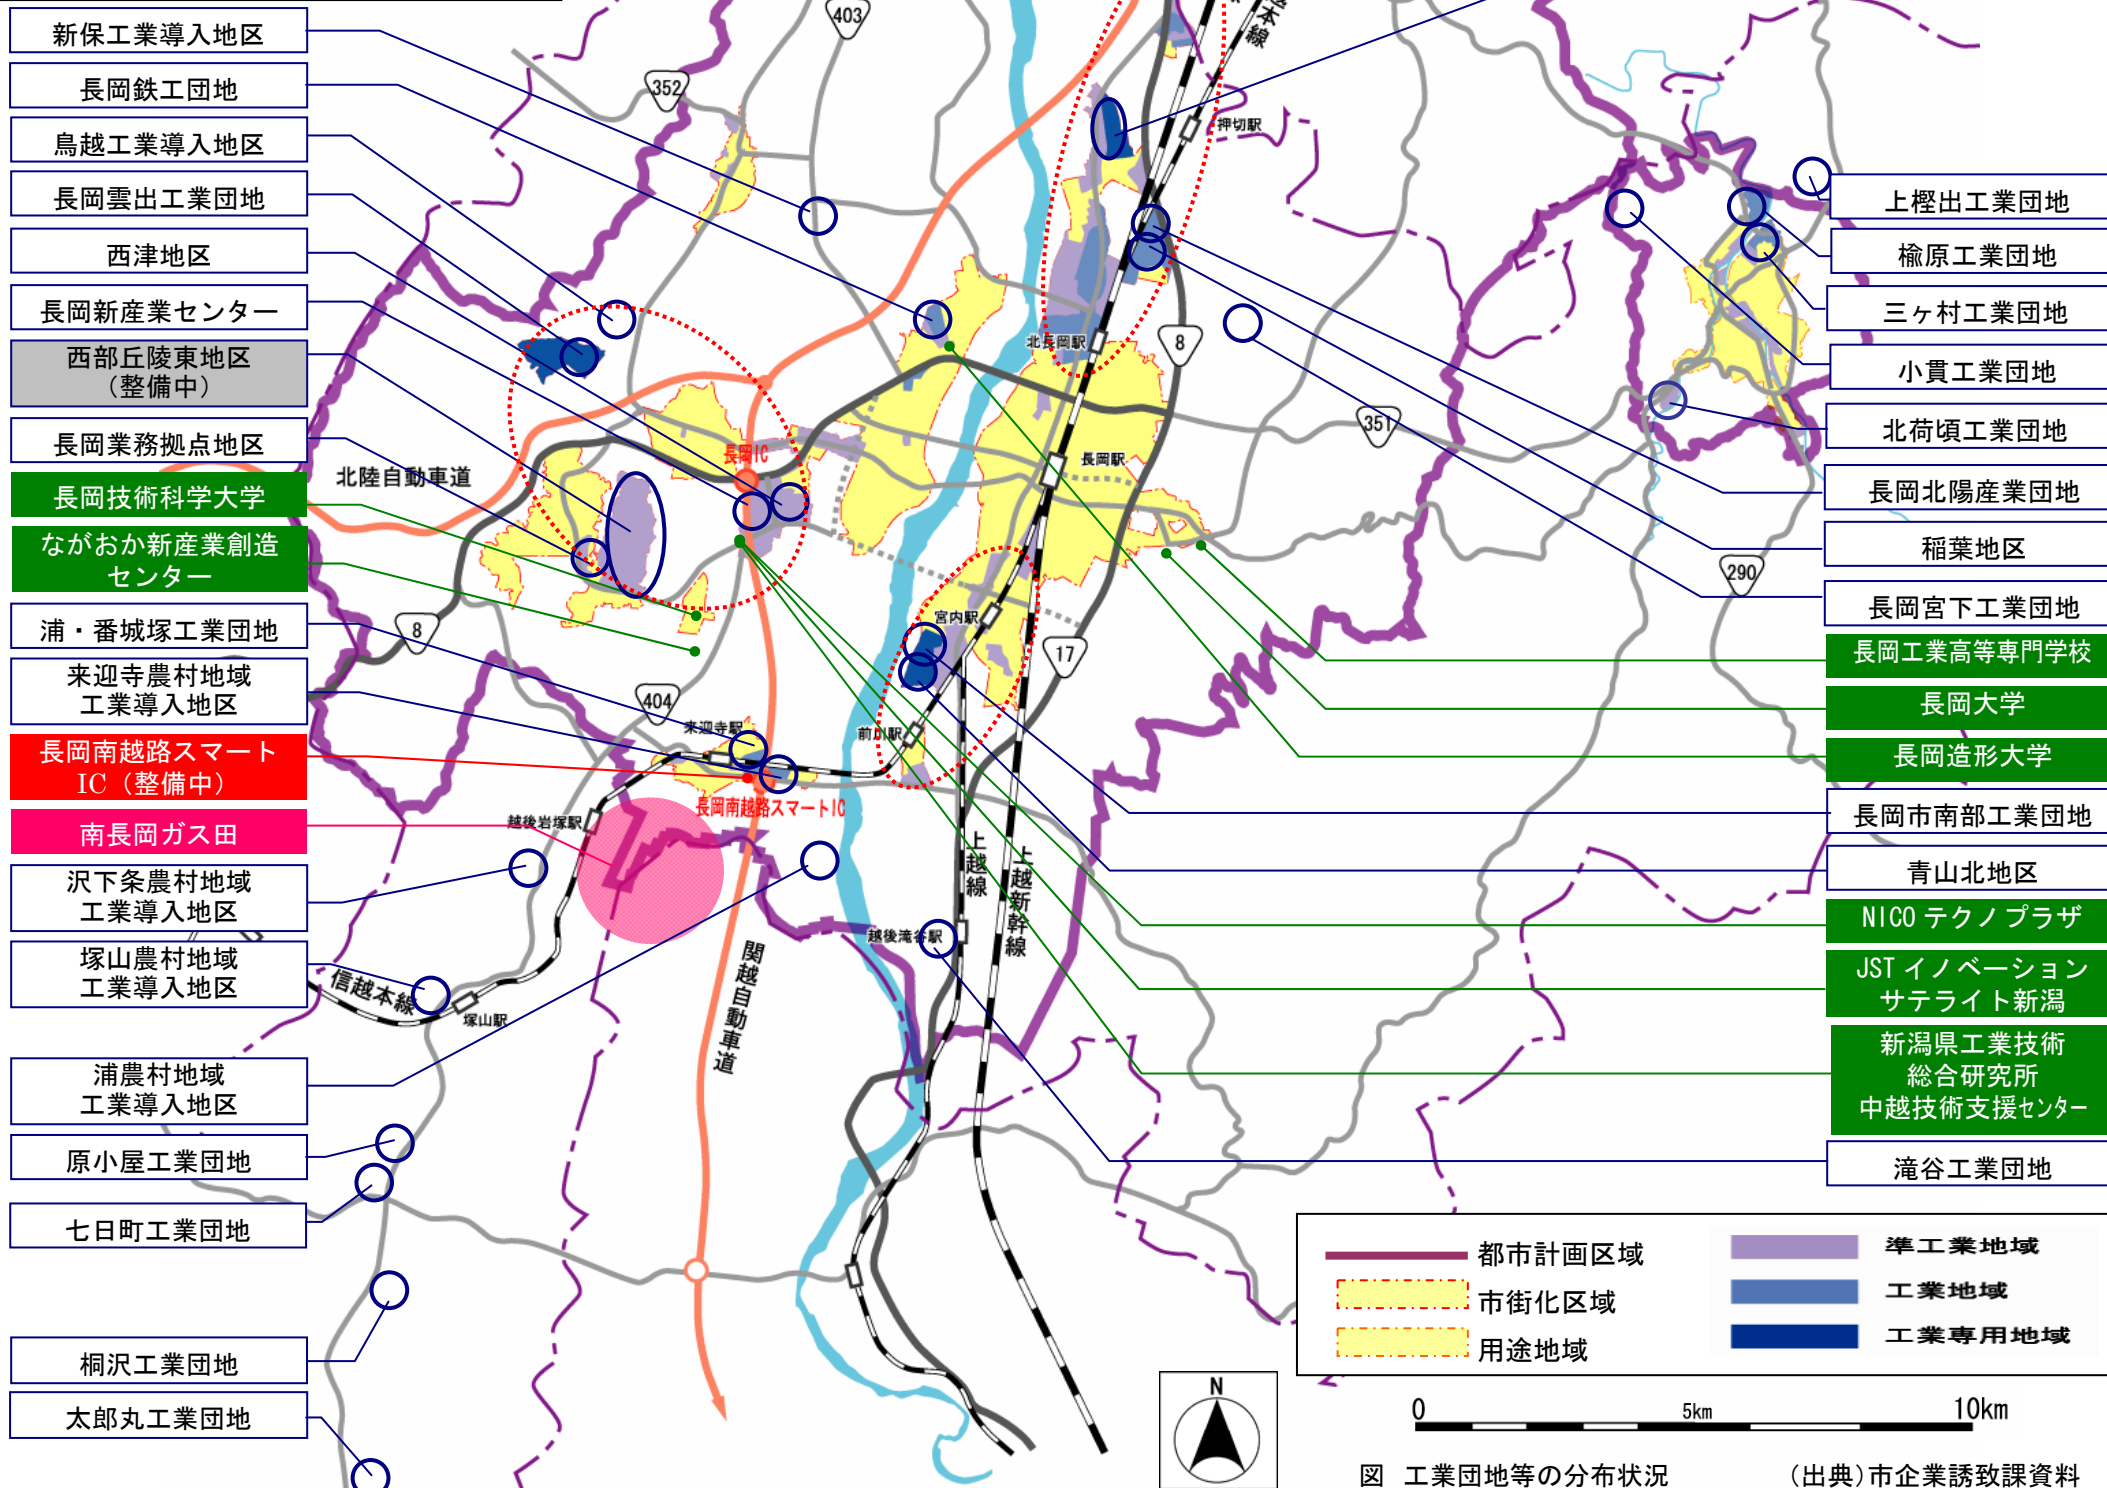 新保工業導入地区
長岡鉄工団地
鳥越工業導入地区
長岡雲出工業団地
西津地区
長岡新産業センター
西部丘陵東地区
（整備中）
長岡業務拠点地区
長岡技術科学大学
ながおか新産業創造
センター
浦・番城塚工業団地
来迎寺農村地域
工業導入地区
長岡南越路スマート
IC（整備中）
南長岡ガス田
沢下条農村地域
工業導入地区
塚山農村地域
工業導入地区
浦農村地域
工業導入地区
原小屋工業団地
七日町工業団地
桐沢工業団地
太郎丸工業団地
403
352
本線
押切駅
北長岡駅
8
351
長岡IC
長岡駅
北陸自動車道
290
8
宮内駅
17
404
来迎寺駅
前川駅
長岡南越路スマートIC
越後岩塚駅
上越線
上越新幹線
越後滝谷駅
関越自動車道
信越本線
塚山駅
上樫出工業団地
楡原工業団地
三ヶ村工業団地
小貫工業団地
北荷頃工業団地
長岡北陽産業団地
稲葉地区
長岡宮下工業団地
長岡工業高等専門学校
長岡大学
長岡造形大学
長岡市南部工業団地
青山北地区
NICO テクノプラザ
JST イノベーション
サテライト新潟
新潟県工業技術
総合研究所
中越技術支援センター
滝谷工業団地
都市計画区域
市街化区域
用途地域
準工業地域
工業地域
工業専用地域
N
0 5km 10km
図 工業団地等の分布状況 （出典）市企業誘致課資料